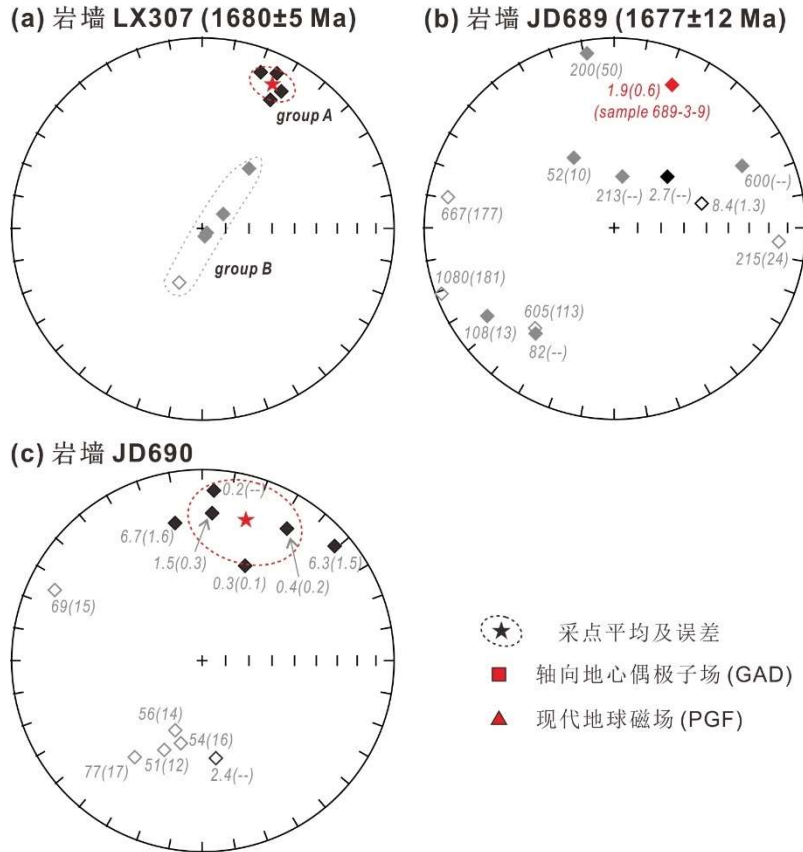 (a) 岩墙 LX307 (1680±5 Ma)
group A
group B
(b) 岩墙 JD689 (1677±12 Ma)
200(50)
1.9(0.6)
(sample 689-3-9)
52(10)
213(--)
2.7(--)
600(--)
8.4(1.3)
667(177)
215(24)
1080(181)
605(113)
108(13)
82(--)
(c) 岩墙 JD690
0.2(--)
6.7(1.6)
1.5(0.3)
6.3(1.5)
0.3(0.1)
0.4(0.2)
69(15)
56(14)
54(16)
51(12)
77(17)
2.4(--)
采点平均及误差
轴向地心偶极子场 (GAD)
现代地球磁场 (PGF)